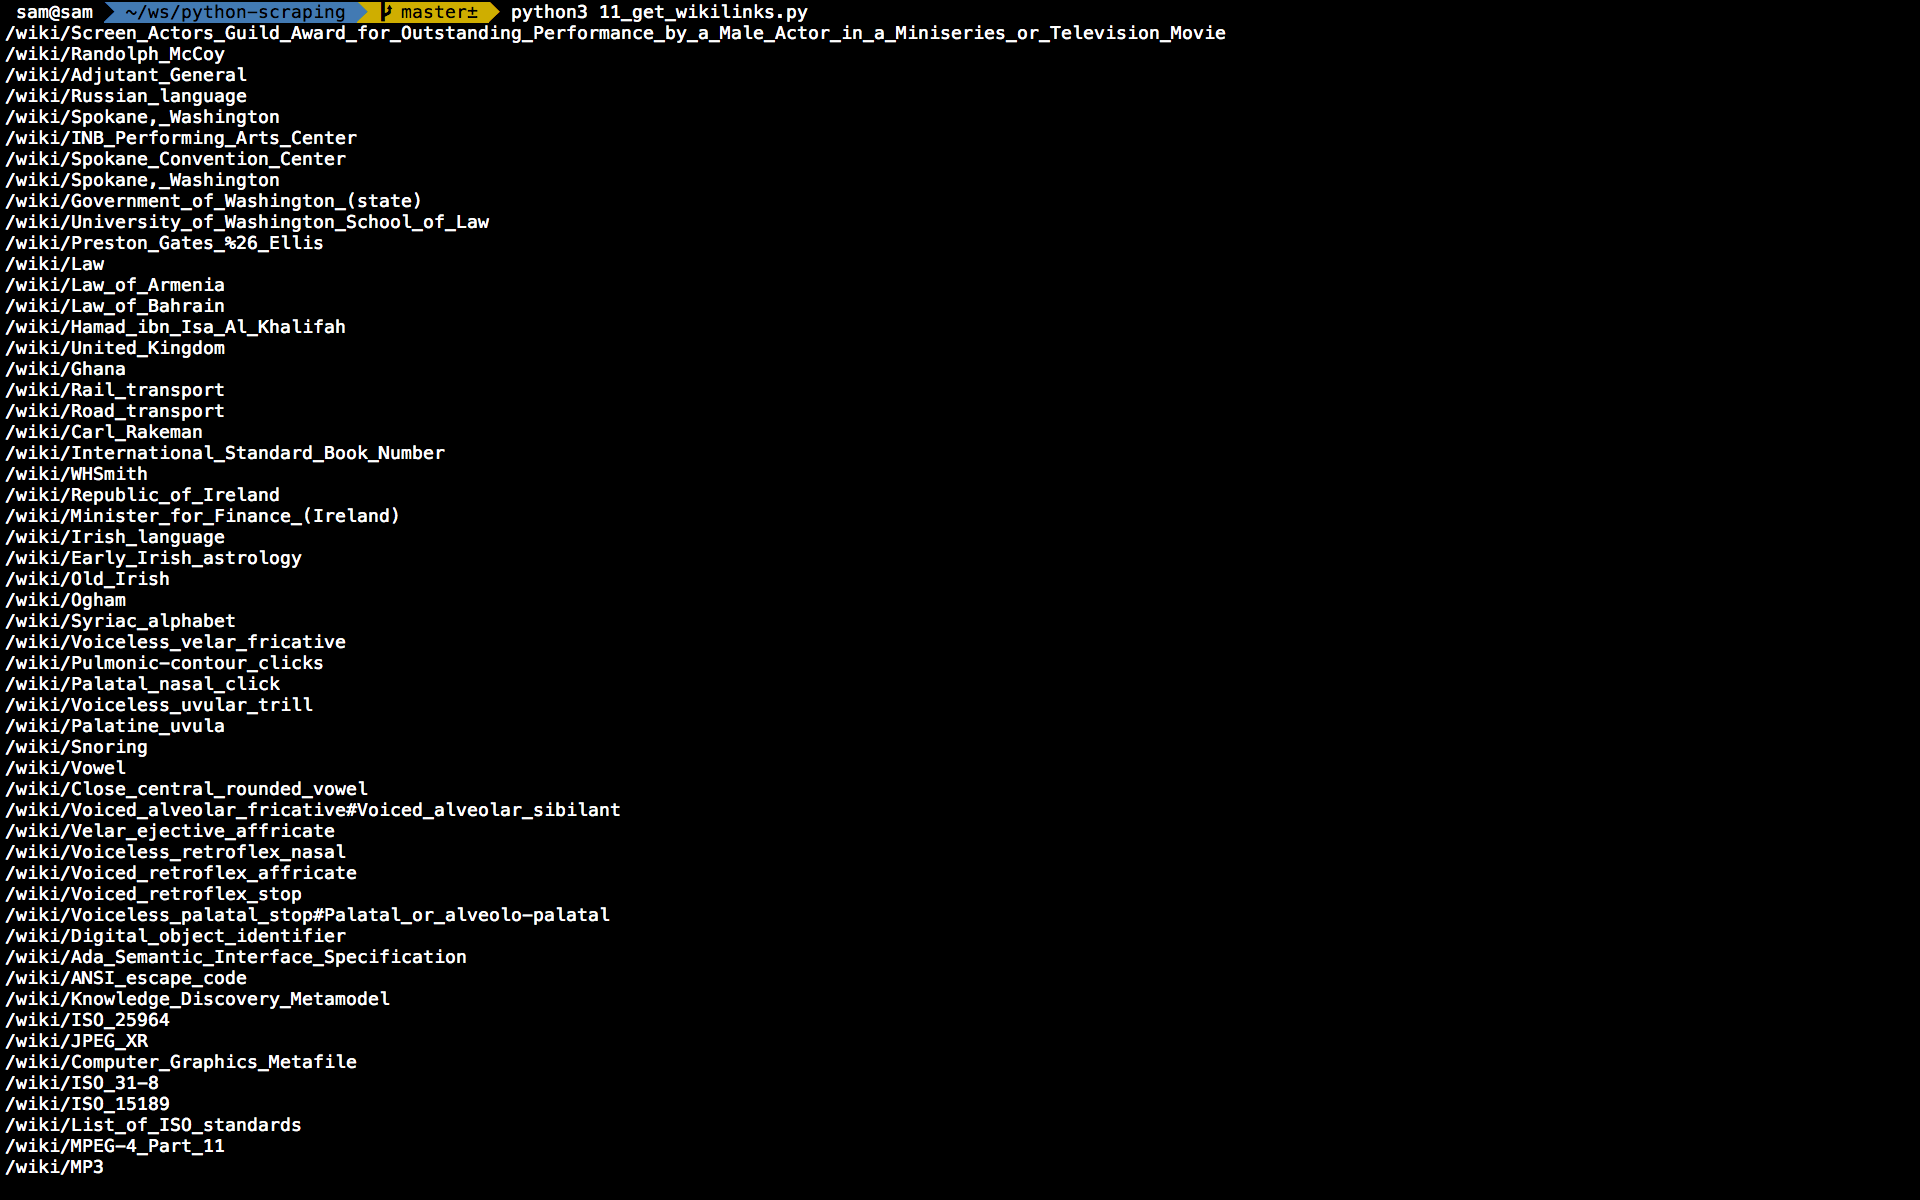 sam@sam ~/ws/python-scraping master± python3 11_get_wikilinks.py
/wiki/Screen_Actors_Guild_Award_for_Outstanding_Performance_by_a_Male_Actor_in_a_Miniseries_or_Television_Movie
/wiki/Randolph_McCoy
/wiki/Adjutant_General
/wiki/Russian_language
/wiki/Spokane,_Washington
/wiki/INB_Performing_Arts_Center
/wiki/Spokane_Convention_Center
/wiki/Spokane,_Washington
/wiki/Government_of_Washington_(state)
/wiki/University_of_Washington_School_of_Law
/wiki/Preston_Gates_%26_Ellis
/wiki/Law
/wiki/Law_of_Armenia
/wiki/Law_of_Bahrain
/wiki/Hamad_ibn_Isa_Al_Khalifah
/wiki/United_Kingdom
/wiki/Ghana
/wiki/Rail_transport
/wiki/Road_transport
/wiki/Carl_Rakeman
/wiki/International_Standard_Book_Number
/wiki/WHSmith
/wiki/Republic_of_Ireland
/wiki/Minister_for_Finance_(Ireland)
/wiki/Irish_language
/wiki/Early_Irish_astrology
/wiki/Old_Irish
/wiki/Ogham
/wiki/Syriac_alphabet
/wiki/Voiceless_velar_fricative
/wiki/Pulmonic-contour_clicks
/wiki/Palatal_nasal_click
/wiki/Voiceless_uvular_trill
/wiki/Palatine_uvula
/wiki/Snoring
/wiki/Vowel
/wiki/Close_central_rounded_vowel
/wiki/Voiced_alveolar_fricative#Voiced_alveolar_sibilant
/wiki/Velar_ejective_affricate
/wiki/Voiceless_retroflex_nasal
/wiki/Voiced_retroflex_affricate
/wiki/Voiced_retroflex_stop
/wiki/Voiceless_palatal_stop#Palatal_or_alveolo-palatal
/wiki/Digital_object_identifier
/wiki/Ada_Semantic_Interface_Specification
/wiki/ANSI_escape_code
/wiki/Knowledge_Discovery_Metamodel
/wiki/ISO_25964
/wiki/JPEG_XR
/wiki/Computer_Graphics_Metafile
/wiki/ISO_31-8
/wiki/ISO_15189
/wiki/List_of_ISO_standards
/wiki/MPEG-4_Part_11
/wiki/MP3